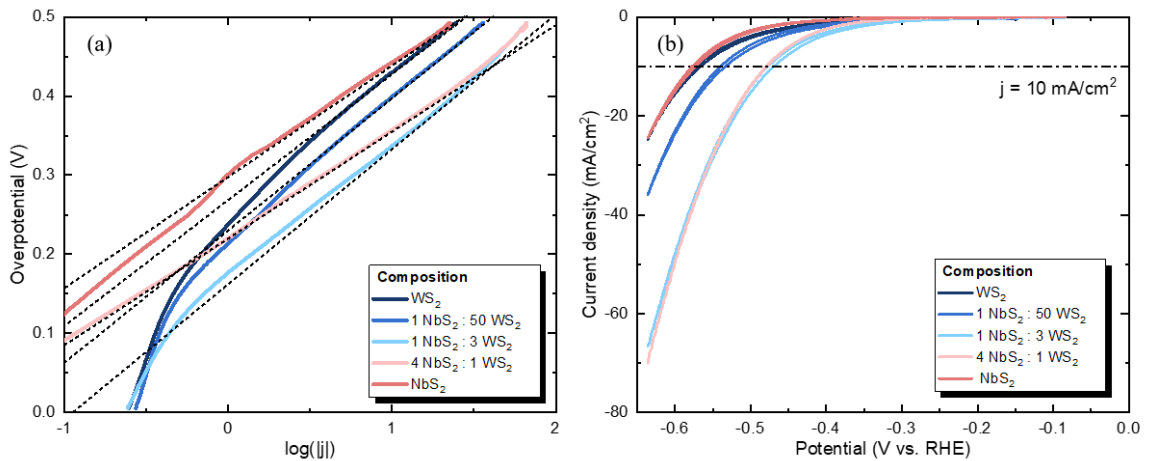 (a)
0.5
0.4
0.3
0.2
0.1
0.0
Overpotential (V)
-1
0
1
2
log(|j|)
Composition
WS₂
1 NbS₂ : 50 WS₂
1 NbS₂ : 3 WS₂
4 NbS₂ : 1 WS₂
NbS₂
(b)
0
-20
-40
-60
-80
Current density (mA/cm²)
j = 10 mA/cm²
-0.6
-0.5
-0.4
-0.3
-0.2
-0.1
0.0
Potential (V vs. RHE)
Composition
WS₂
1 NbS₂ : 50 WS₂
1 NbS₂ : 3 WS₂
4 NbS₂ : 1 WS₂
NbS₂